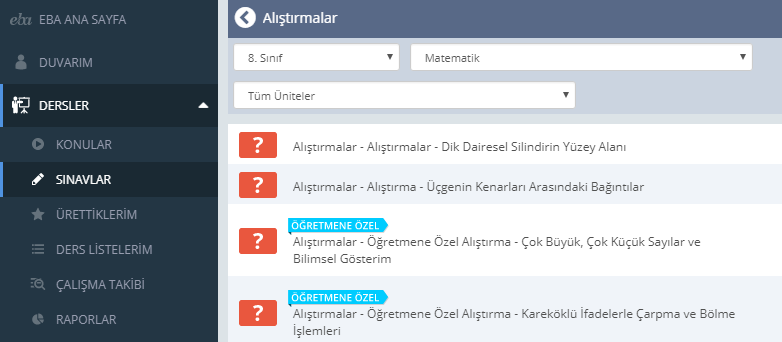 eba EBA ANA SAYFA
DUVARIM
DERSLER
KONULAR
SINAVLAR
ÜRETTİKLERİM
DERS LİSTELERİM
ÇALIŞMA TAKİBİ
RAPORLAR
Alıştırmalar
8. Sınıf
Matematik
Tüm Üniteler
? Alıştırmalar - Alıştırmalar - Dik Dairesel Silindirin Yüzey Alanı
? Alıştırmalar - Alıştırma - Üçgenin Kenarları Arasındaki Bağıntılar
ÖĞRETMENE ÖZEL
? Alıştırmalar - Öğretmene Özel Alıştırma - Çok Büyük, Çok Küçük Sayılar ve
Bilimsel Gösterim
ÖĞRETMENE ÖZEL
? Alıştırmalar - Öğretmene Özel Alıştırma - Kareköklü İfadelerle Çarpma ve Bölme
İşlemleri